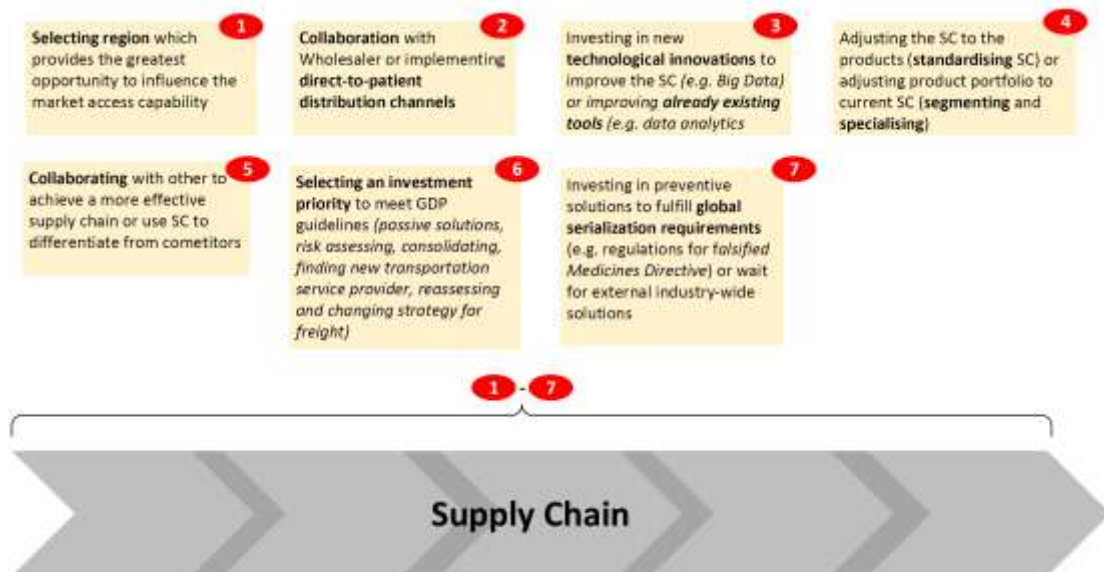 1
Selecting region which
provides the greatest
opportunity to influence the
market access capability
2
Collaboration with
Wholesaler or implementing
direct-to-patient
distribution channels
3
Investing in new
technological innovations to
improve the SC (e.g. Big Data)
or improving already existing
tools (e.g. data analytics
4
Adjusting the SC to the
products (standardising SC) or
adjusting product portfolio to
current SC (segmenting and
specialising)
5
Collaborating with other to
achieve a more effective
supply chain or use SC to
differentiate from cometitors
6
Selecting an investment
priority to meet GDP
guidelines (passive solutions,
risk assessing, consolidating,
finding new transportation
service provider, reassessing
and changing strategy for
freight)
7
Investing in preventive
solutions to fulfill global
serialization requirements
(e.g. regulations for falsified
Medicines Directive) or wait
for external industry-wide
solutions
1 - 7
Supply Chain